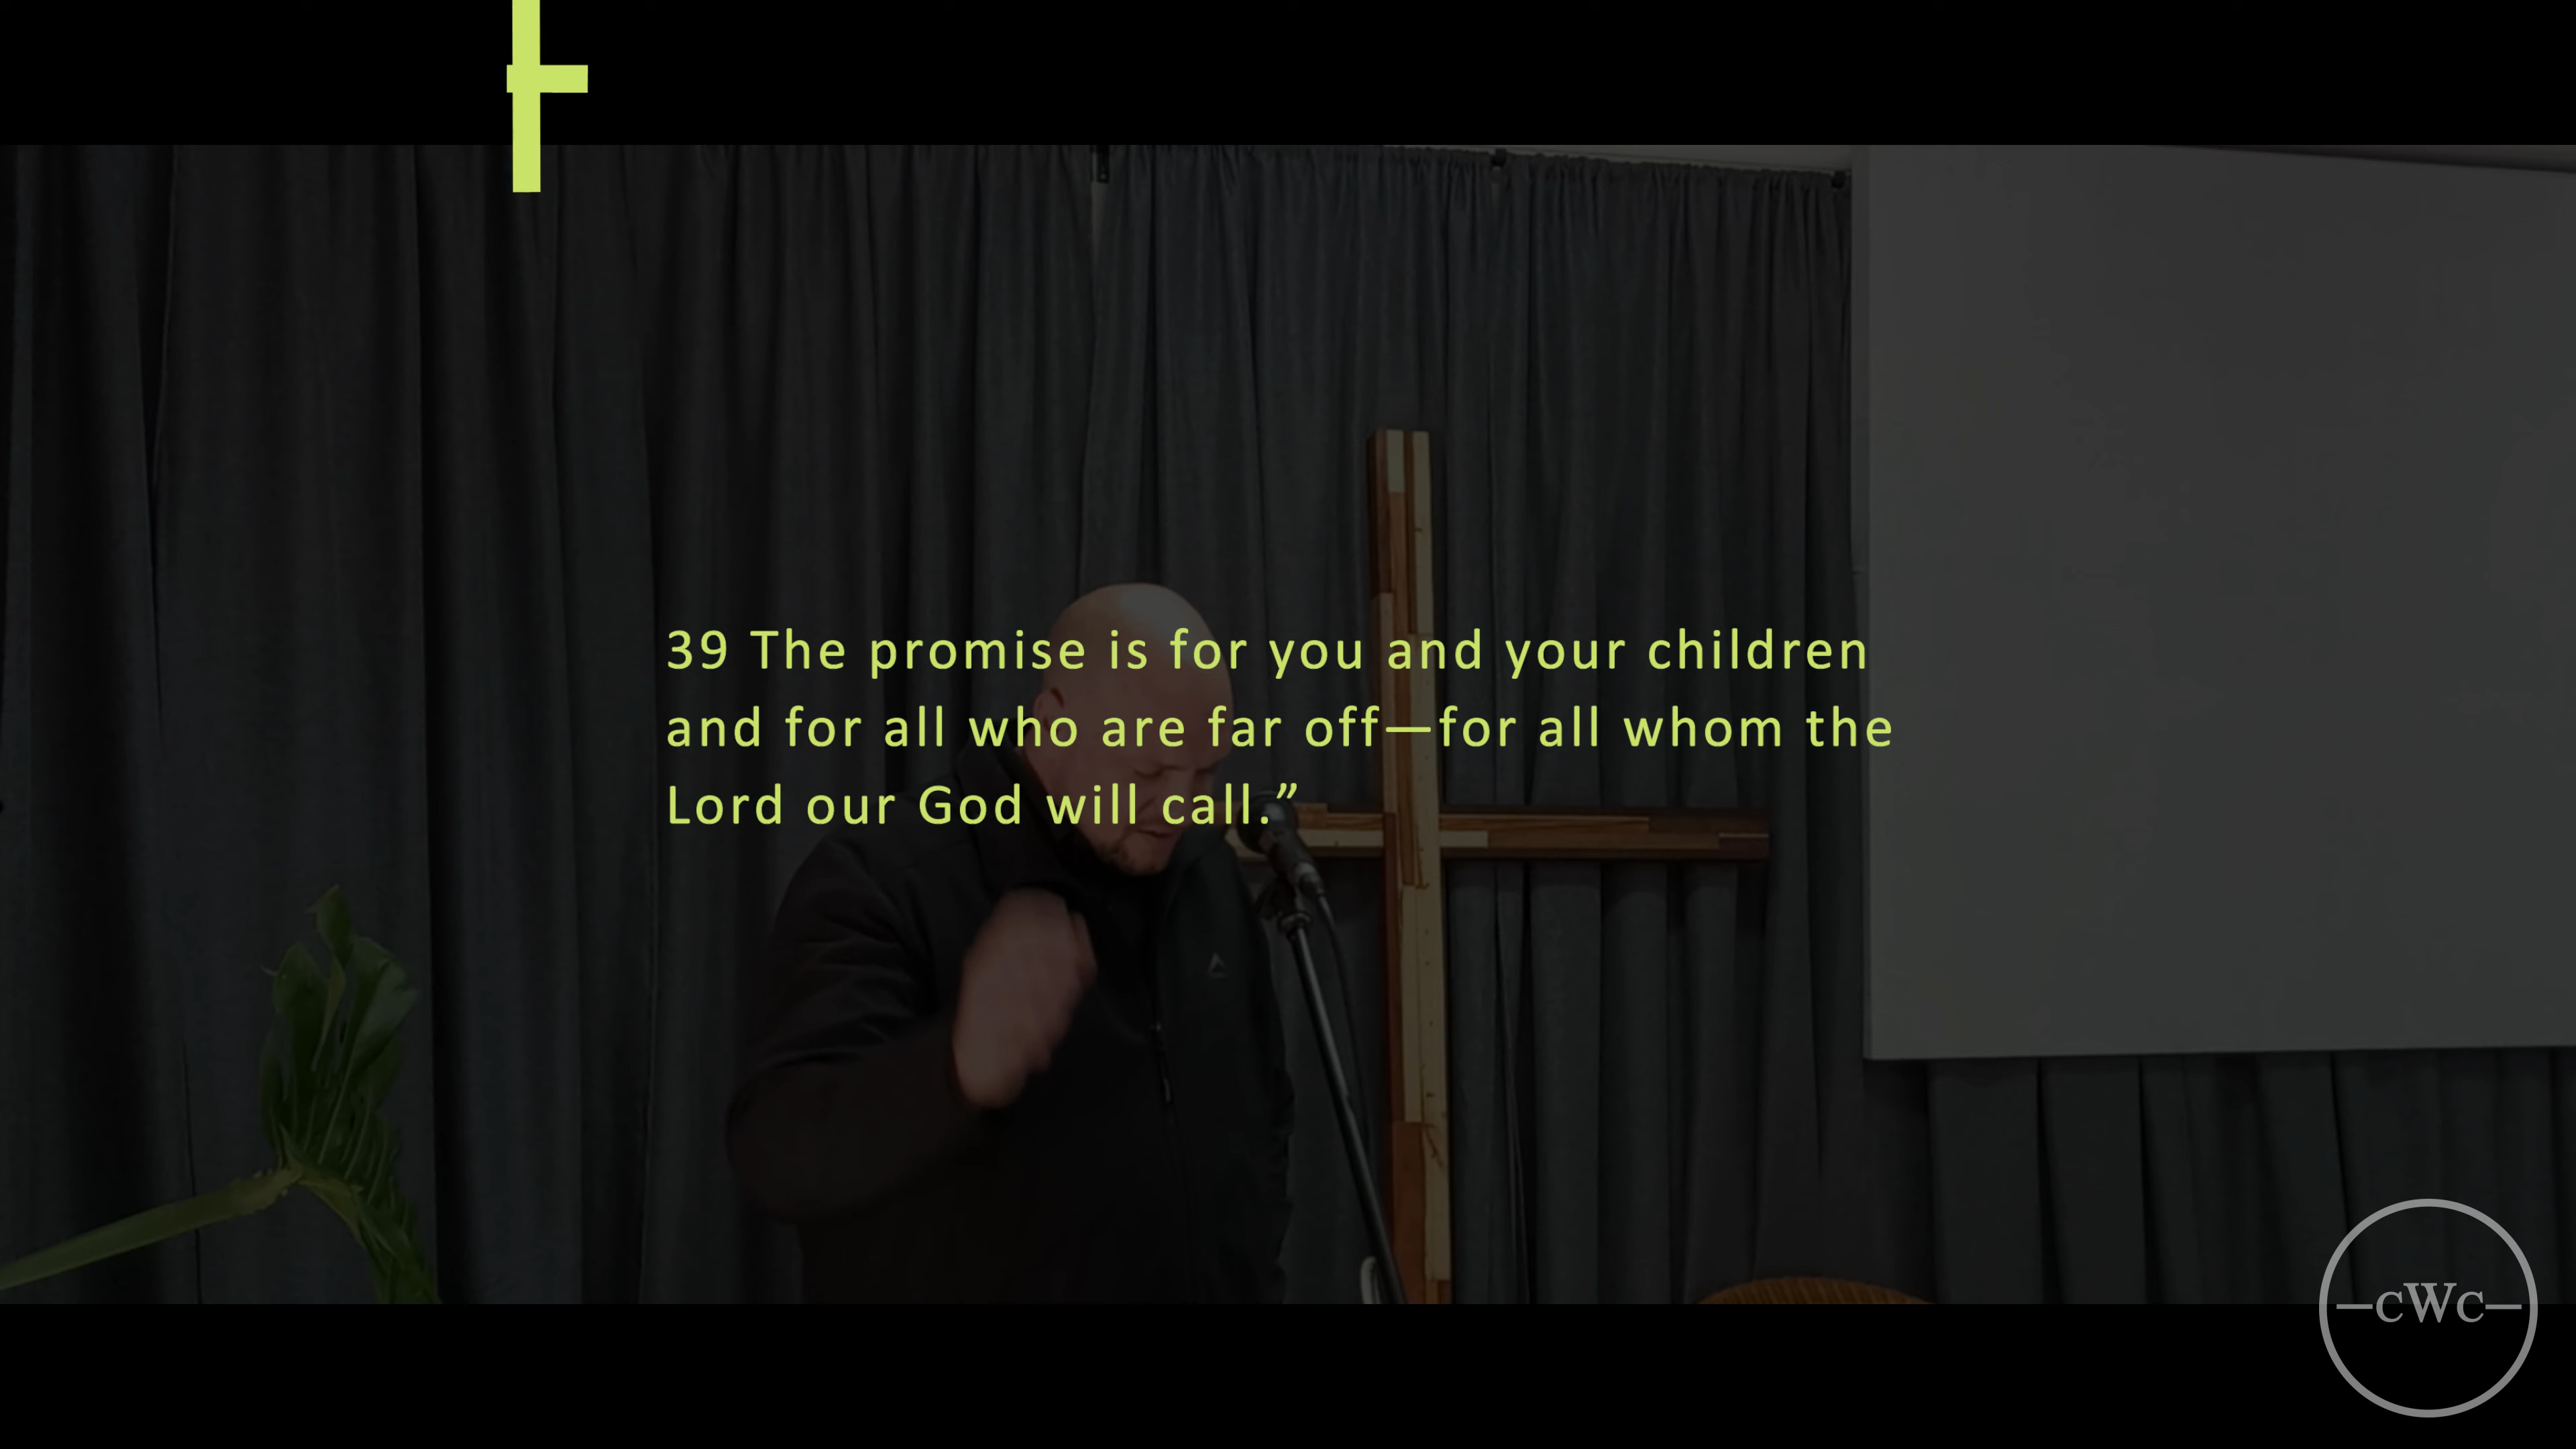 39 The promise is for you and your children
and for all who are far off—for all whom the
Lord our God will call.”
cWc